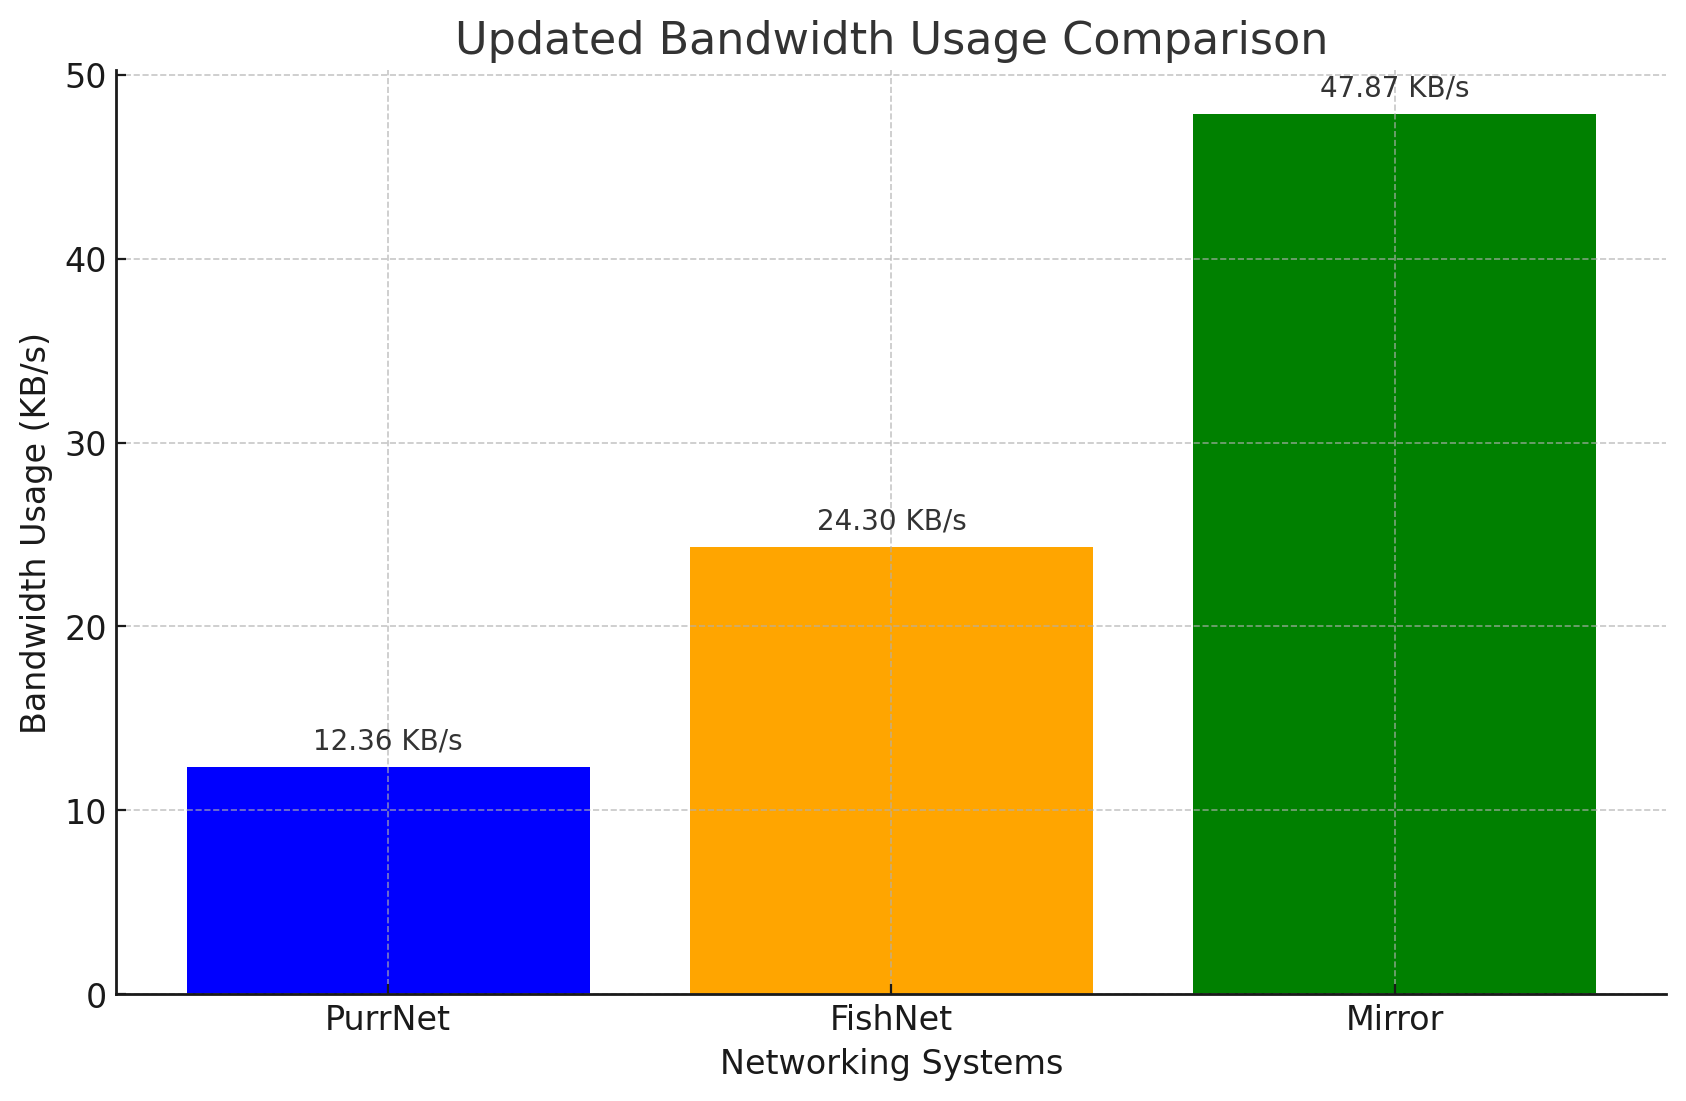 Updated Bandwidth Usage Comparison
50
47.87 KB/s
40
30
24.30 KB/s
20
12.36 KB/s
10
0
Bandwidth Usage (KB/s)
PurrNet
FishNet
Mirror
Networking Systems